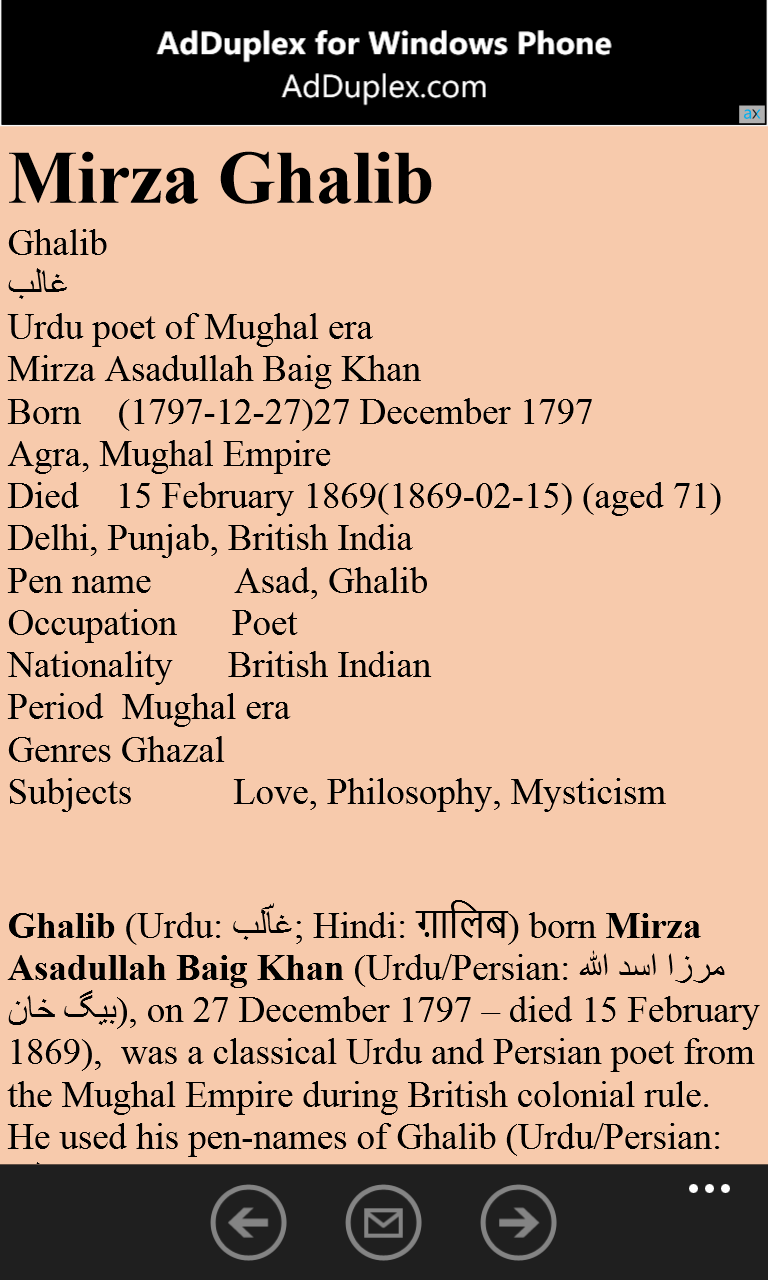 AdDuplex for Windows Phone
AdDuplex.com
ax
Mirza Ghalib
Ghalib
غالب
Urdu poet of Mughal era
Mirza Asadullah Baig Khan
Born (1797-12-27)27 December 1797
Agra, Mughal Empire
Died 15 February 1869(1869-02-15) (aged 71)
Delhi, Punjab, British India
Pen name Asad, Ghalib
Occupation Poet
Nationality British Indian
Period Mughal era
Genres Ghazal
Subjects Love, Philosophy, Mysticism
Ghalib (Urdu: غاؔلب; Hindi: ग़ालिब) born Mirza
Asadullah Baig Khan (Urdu/Persian: مرزا اسد اللہ
بیگ خان), on 27 December 1797 – died 15 February
1869), was a classical Urdu and Persian poet from
the Mughal Empire during British colonial rule.
He used his pen-names of Ghalib (Urdu/Persian: